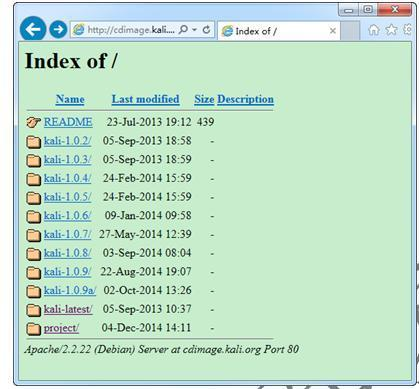 http://cdimage.kali....
Index of /
Index of /
Name Last modified Size Description
README 23-Jul-2013 19:12 439
kali-1.0.2/ 05-Sep-2013 18:58 -
kali-1.0.3/ 05-Sep-2013 18:59 -
kali-1.0.4/ 24-Feb-2014 15:59 -
kali-1.0.5/ 24-Feb-2014 15:59 -
kali-1.0.6/ 09-Jan-2014 09:58 -
kali-1.0.7/ 27-May-2014 12:39 -
kali-1.0.8/ 03-Sep-2014 08:04 -
kali-1.0.9/ 22-Aug-2014 19:07 -
kali-1.0.9a/ 02-Oct-2014 13:26 -
kali-latest/ 05-Sep-2013 10:37 -
project/ 04-Dec-2014 14:11 -
Apache/2.2.22 (Debian) Server at cdimage.kali.org Port 80